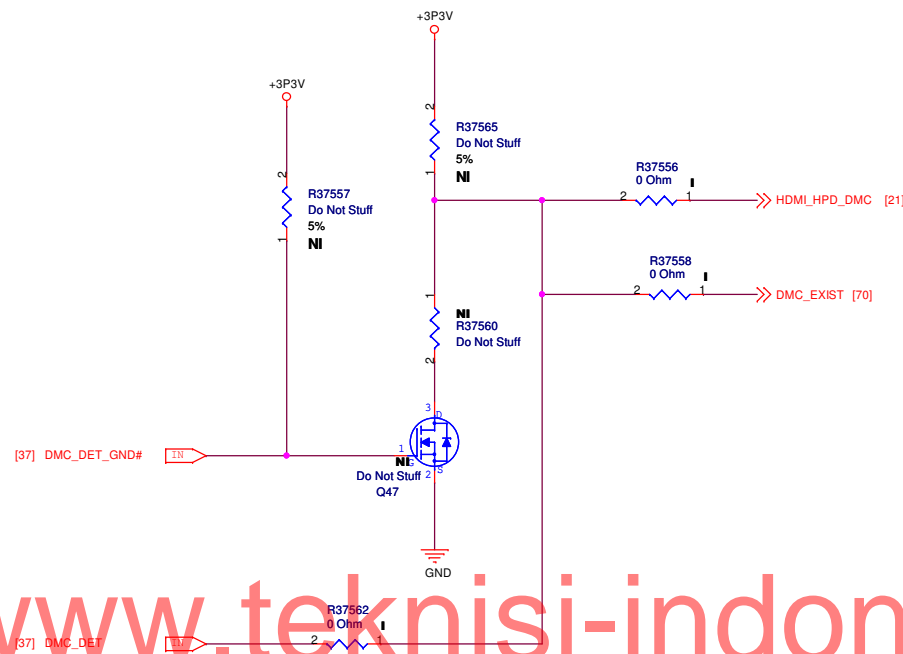 +3P3V
+3P3V
2
R37565
Do Not Stuff
5%
NI
1
2
R37557
Do Not Stuff
5%
NI
1
R37556
0 Ohm
I
2
1
HDMI_HPD_DMC [21]
R37558
0 Ohm
I
2
1
DMC_EXIST [70]
1
NI
R37560
Do Not Stuff
2
3
D
[37] DMC_DET_GND#
IN
1
G
NI
Do Not Stuff
2
S
Q47
GND
www.teknisi-indon
R37562
0 Ohm
I
[37] DMC_DET
IN
2
1